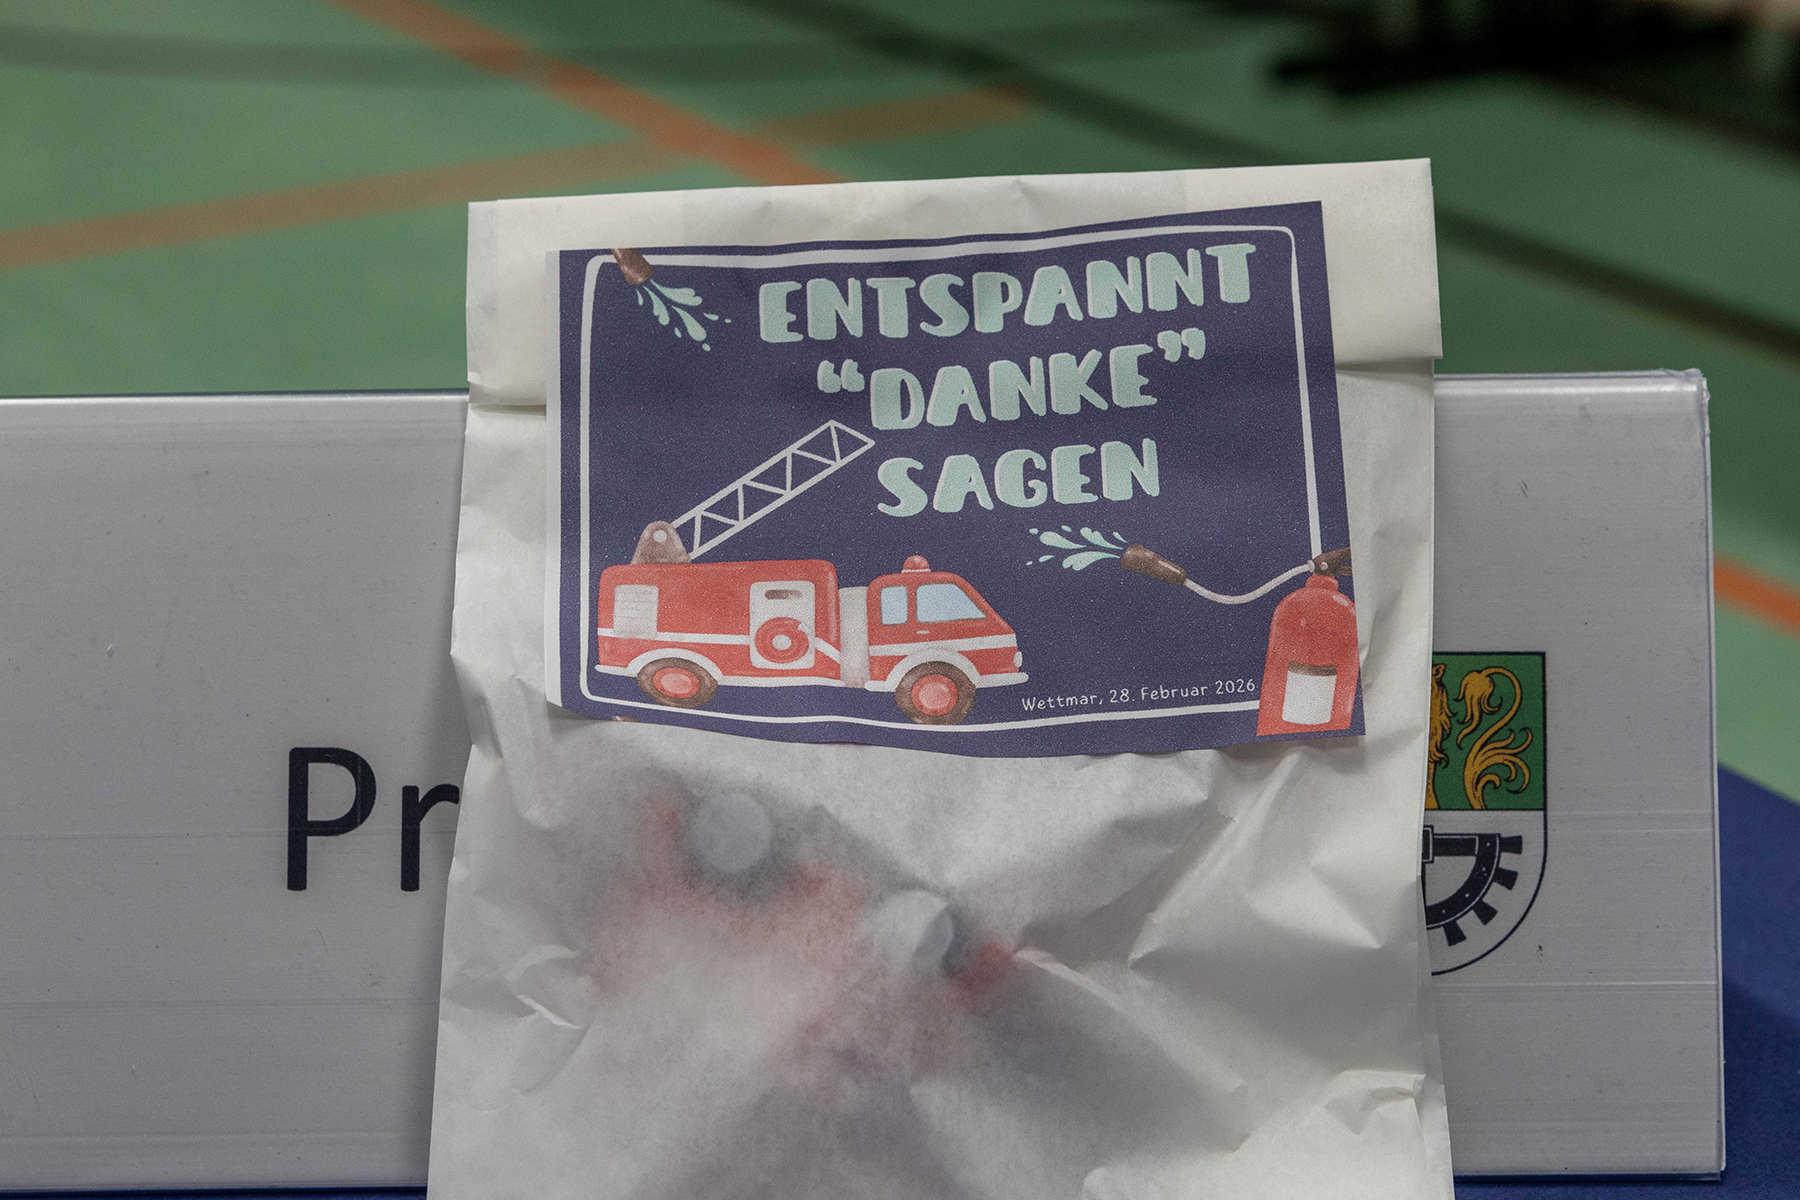 ENTSPANNT
“DANKE”
SAGEN
Wettmar, 28. Februar 2026
Pr